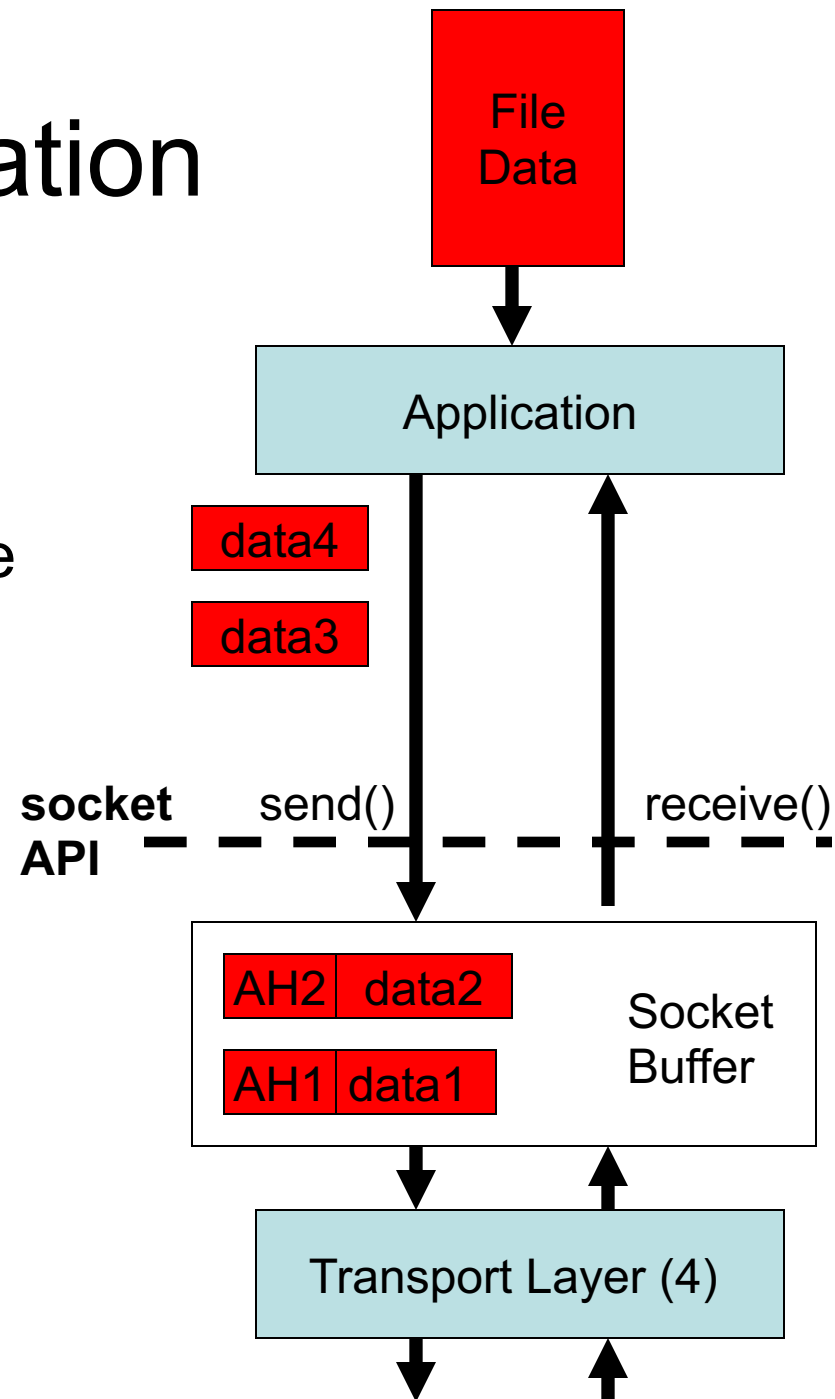 File
Data
ation
Application
data4
e
data3
socket
API
send()
receive()
AH2 data2
AH1 data1
Socket
Buffer
Transport Layer (4)